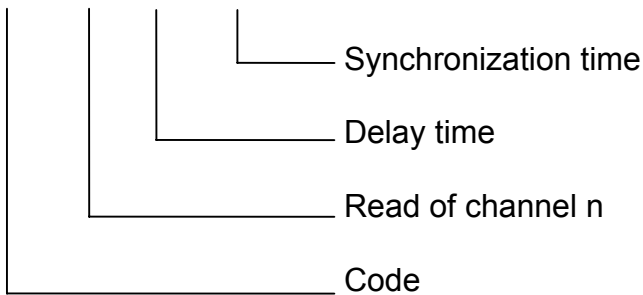 Synchronization time
Delay time
Read of channel n
Code